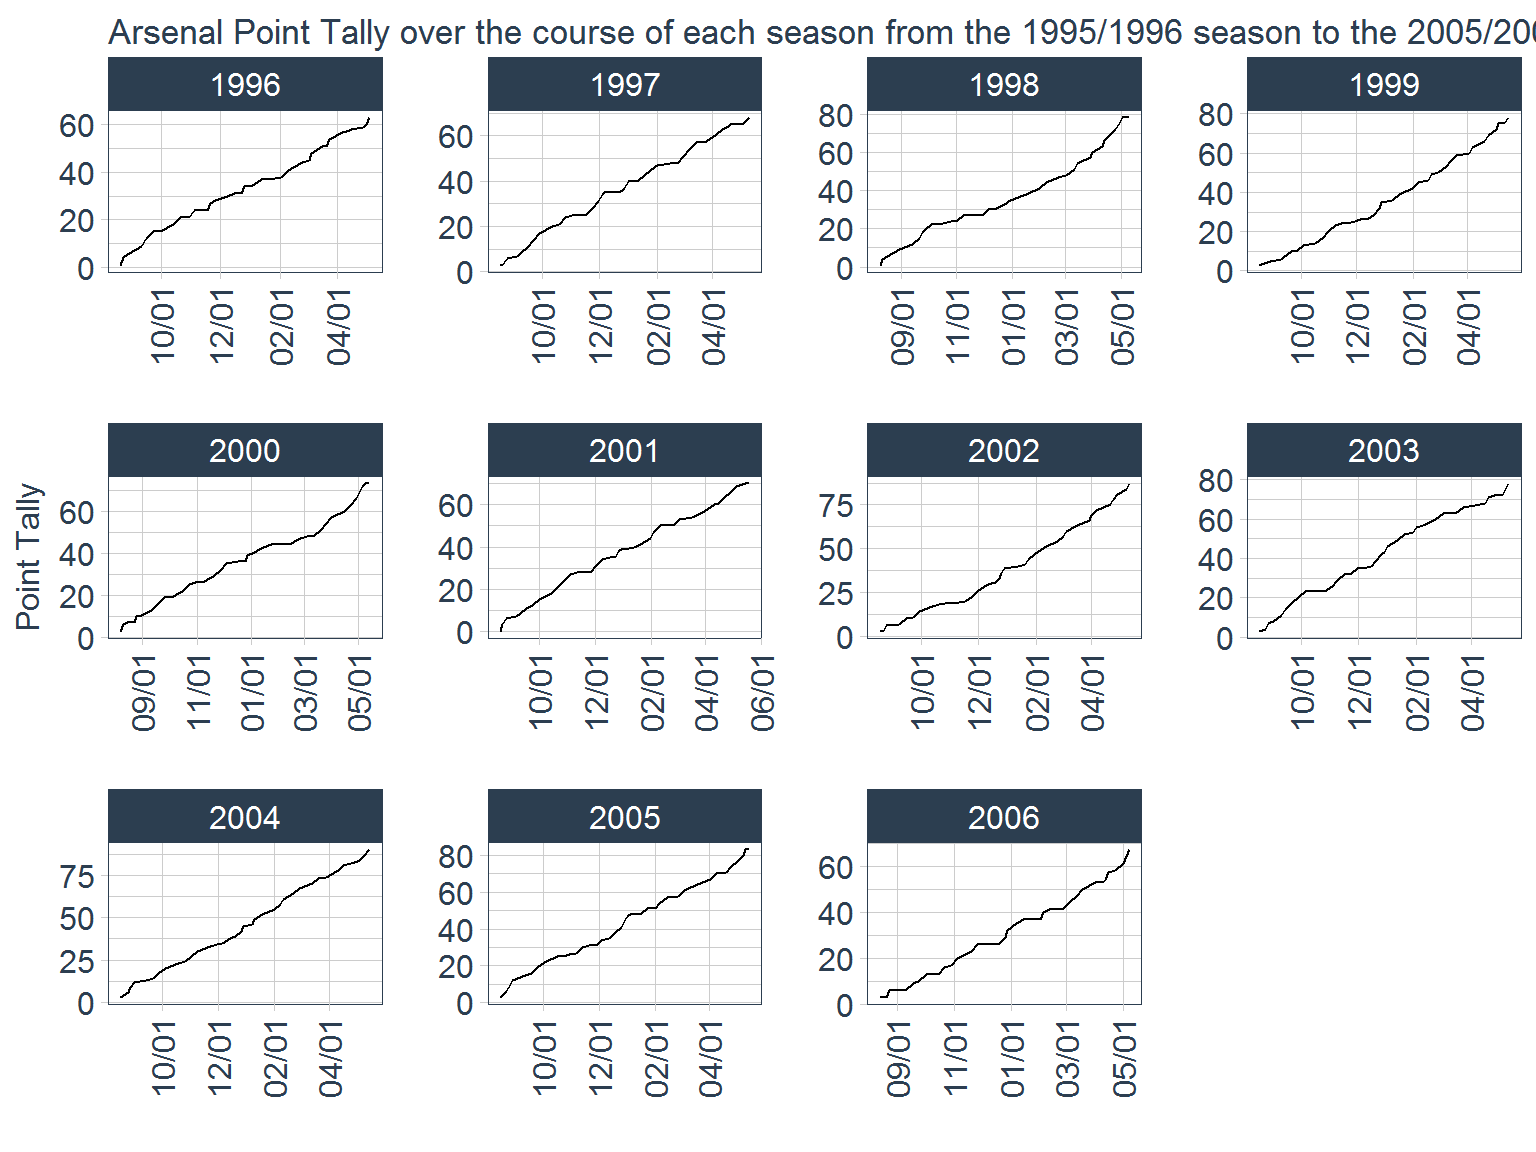 Arsenal Point Tally over the course of each season from the 1995/1996 season to the 2005/200
1996 1997 1998 1999
60 60 80 80
40 40 60 60
20 20 40 40
0 0 20 20
0 0
10/01 12/01 02/01 04/01 10/01 12/01 02/01 04/01 09/01 11/01 01/01 03/01 05/01 10/01 12/01 02/01 04/01
Point Tally
2000 2001 2002 2003
60 60 75 80
40 40 50 60
20 20 25 40
0 0 0 20
0
09/01 11/01 01/01 03/01 05/01 10/01 12/01 02/01 04/01 06/01 10/01 12/01 02/01 04/01 10/01 12/01 02/01 04/01
2004 2005 2006
75 80 60
50 60 40
25 40 20
0 20 0
0
10/01 12/01 02/01 04/01 10/01 12/01 02/01 04/01 09/01 11/01 01/01 03/01 05/01